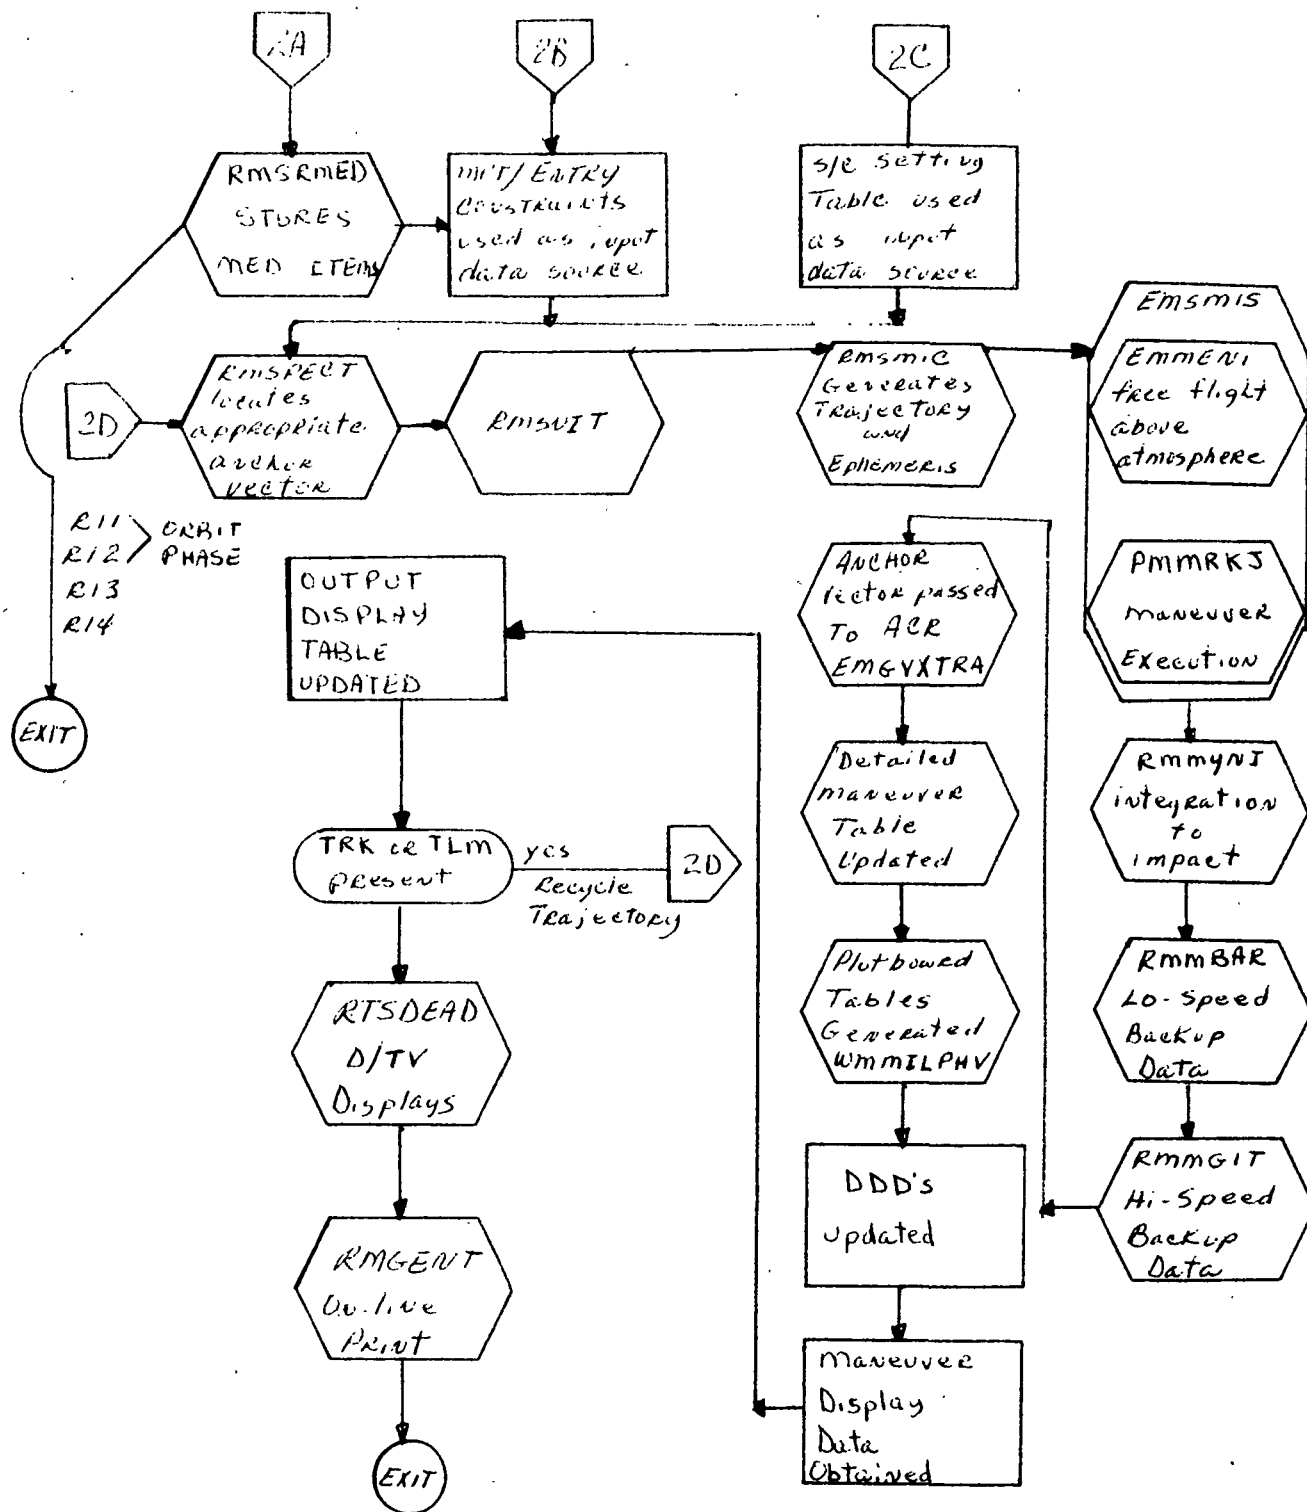 2A
2B
2C
RMSRMED
STORES
MED ITEMS
MPT/ENTRY
CONSTRAINTS
used as input
data source
S/R Setting
Table used
as input
data source
EMSMIS
EMMENI
free flight
above
atmosphere
PMMRKJ
Maneuver
Execution
2D
RMSPECT
locates
appropriate
anchor
vector
RMSVIT
RMSMIC
Generates
Trajectory
and
Ephemeris
R11
R12
R13
R14
ORBIT
PHASE
EXIT
OUTPUT
DISPLAY
TABLE
UPDATED
ANCHOR
Vector passed
To ACR
EMGVXTRA
RMMYNI
integration
to
impact
Detailed
Maneuver
Table
Updated
TRK or TLM
present
yes
Recycle
Trajectory
2D
Plotboard
Tables
Generated
WMMILPHV
RMMBAR
Lo-Speed
Backup
Data
RTSDEAD
D/TV
Displays
DDD's
updated
RMMGIT
Hi-Speed
Backup
Data
RMGENT
On-line
Print
Maneuver
Display
Data
Obtained
EXIT